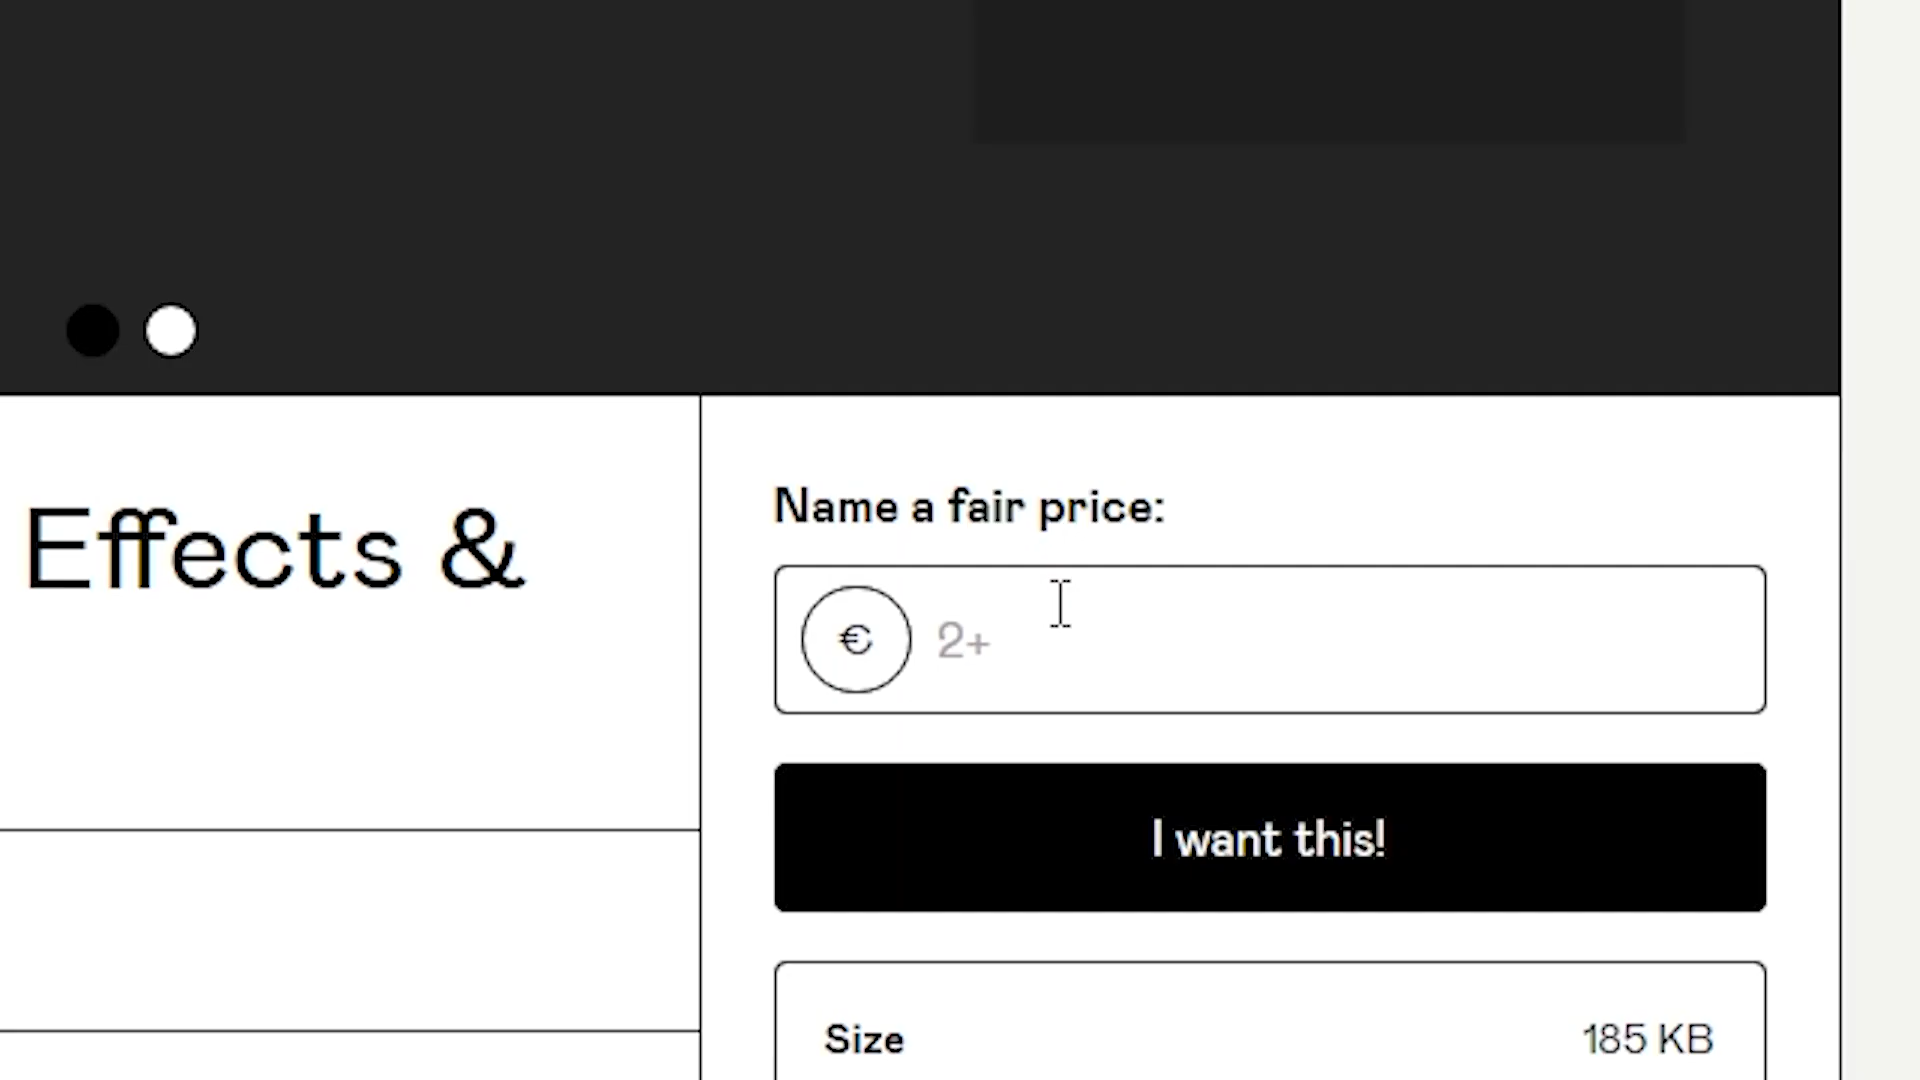 Effects &
Name a fair price:
€ 2+
I want this!
Size 185 KB